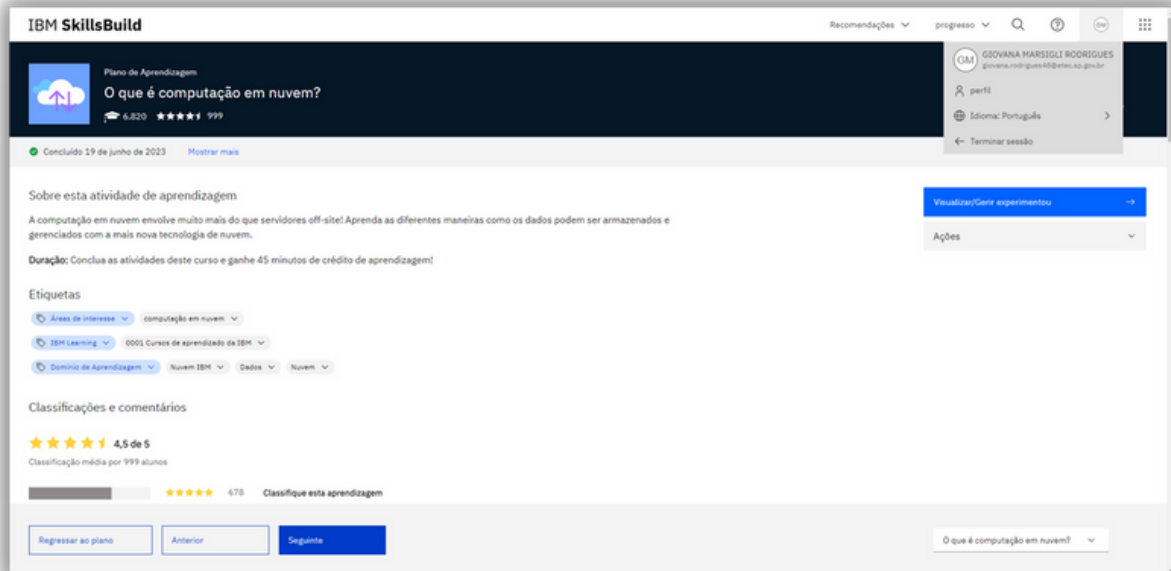 IBM SkillsBuild
Recomendações
progresso
GM
GM
GIOVANA MARSIGLI RODRIGUES
giovana.rodrigues48@etec.sp.gov.br
perfil
Idioma: Português
Terminar sessão
Plano de Aprendizagem
O que é computação em nuvem?
6,820 999
Concluído 19 de junho de 2023 Mostrar mais
Sobre esta atividade de aprendizagem
A computação em nuvem envolve muito mais do que servidores off-site! Aprenda as diferentes maneiras como os dados podem ser armazenados e
gerenciados com a mais nova tecnologia de nuvem.
Duração: Conclua as atividades deste curso e ganhe 45 minutos de crédito de aprendizagem!
Visualizar/Gerir experimentou
Ações
Etiquetas
Áreas de interesse computação em nuvem
IBM Learning 0001 Cursos de aprendizado da IBM
Domínio de Aprendizagem Nuvem IBM Dados Nuvem
Classificações e comentários
4,5 de 5
Classificação média por 999 alunos
678 Classifique esta aprendizagem
Regressar ao plano Anterior Seguinte O que é computação em nuvem?